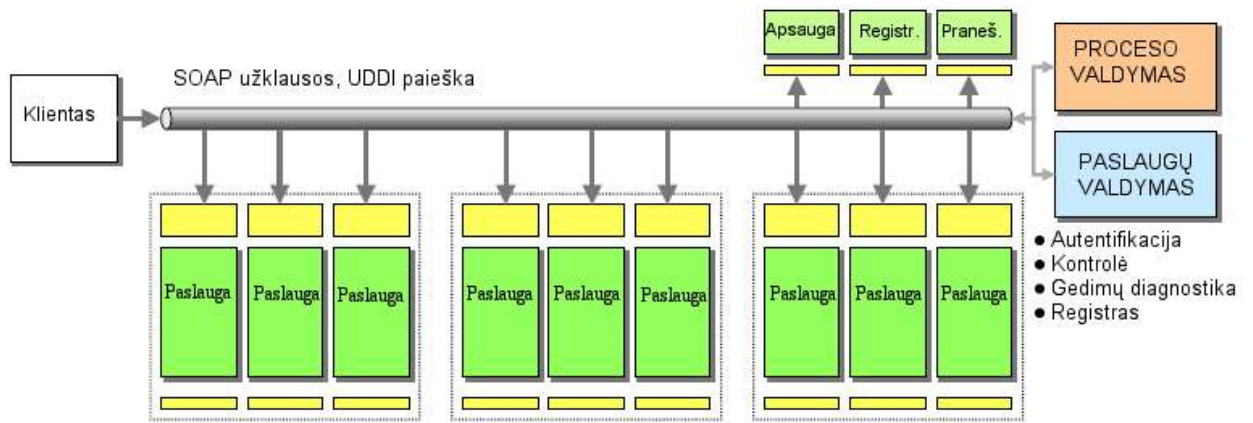 Apsauga
Registr.
Praneš.
PROCESO
VALDYMAS
SOAP užklausos, UDDI paieška
Klientas
PASLAUGŲ
VALDYMAS
Paslauga
Paslauga
Paslauga
Paslauga
Paslauga
Paslauga
Paslauga
Paslauga
Paslauga
● Autentifikacija
● Kontrolė
● Gedimų diagnostika
● Registras